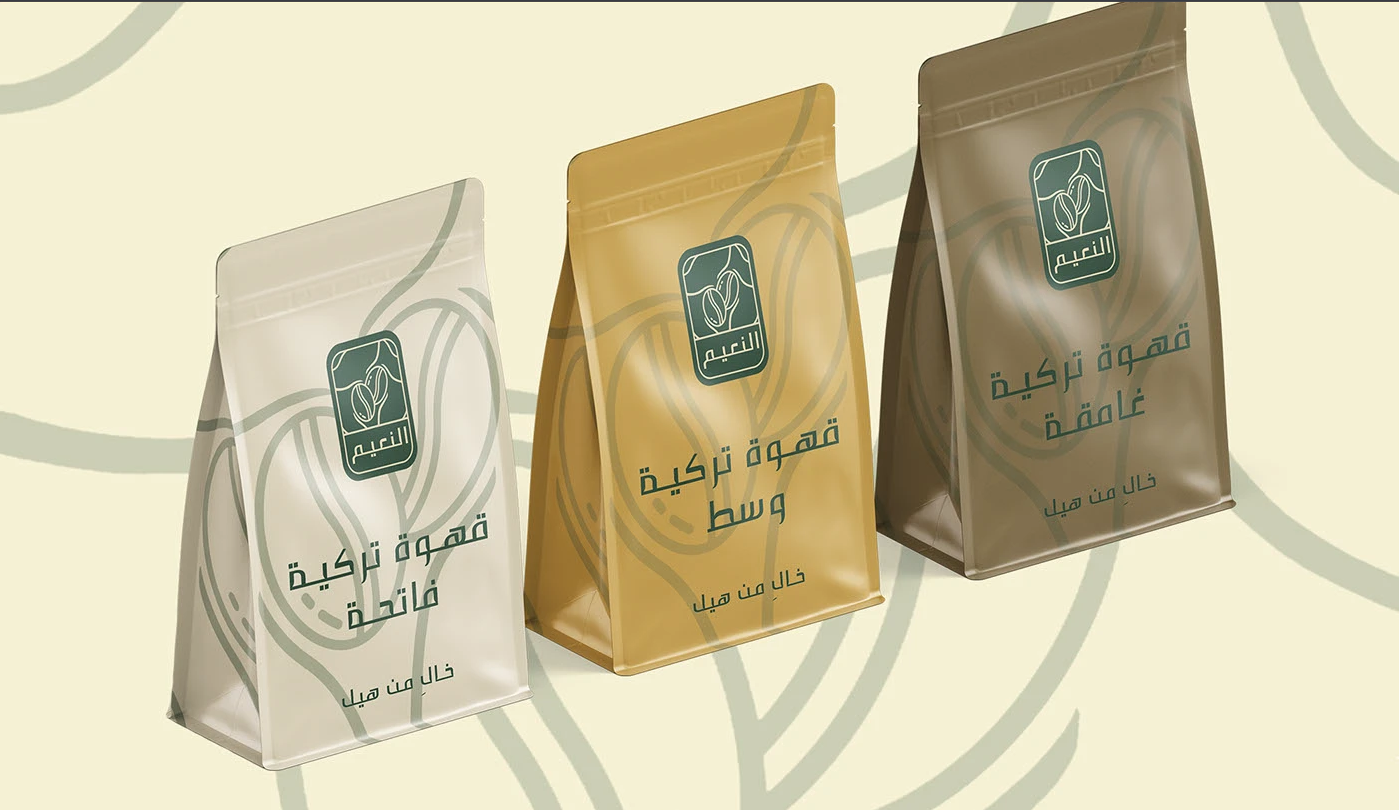 النعيم
قهوة تركية
فاتحة
خالِ من هيل
النعيم
قهوة تركية
وسط
خالِ من هيل
النعيم
قهوة تركية
غامقة
خالِ من هيل